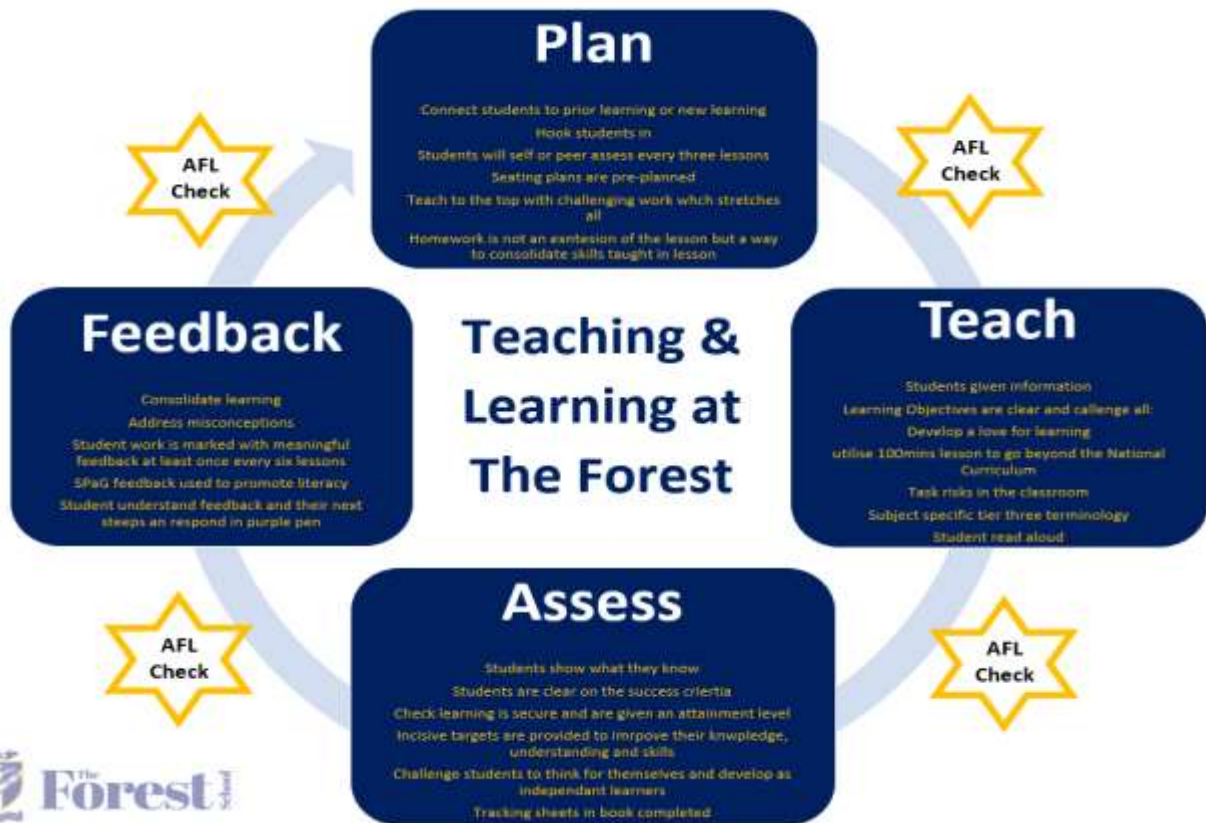 Plan
Connect students to prior learning or new learning
Hook students in
Students will self or peer assess every three lessons
Seating plans are pre-planned
Teach to the top with challenging work whch stretches
all
Homework is not an exntesion of the lesson but a way
to consolidate skills taught in lesson
AFL
Check
AFL
Check
Feedback
Consolidate learning
Address misconceptions
Student work is marked with meaningful
feedback at least once every six lessons
SPaG feedback used to promote literacy
Student understand feedback and their next
steeps an respond in purple pen
Teaching &
Learning at
The Forest
Teach
Students given information
Learning Objectives are clear and callenge all:
Develop a love for learning
utilise 100mins lesson to go beyond the National
Curriculum
Task risks in the classroom
Subject specific tier three terminology
Student read aloud
AFL
Check
AFL
Check
Assess
Students show what they know
Students are clear on the success criertia
Check learning is secure and are given an attainment level
Incisive targets are provided to imrpove their knwpledge,
understanding and skills
Challenge students to think for themselves and develop as
independant learners
Tracking sheets in book completed
The Forest School